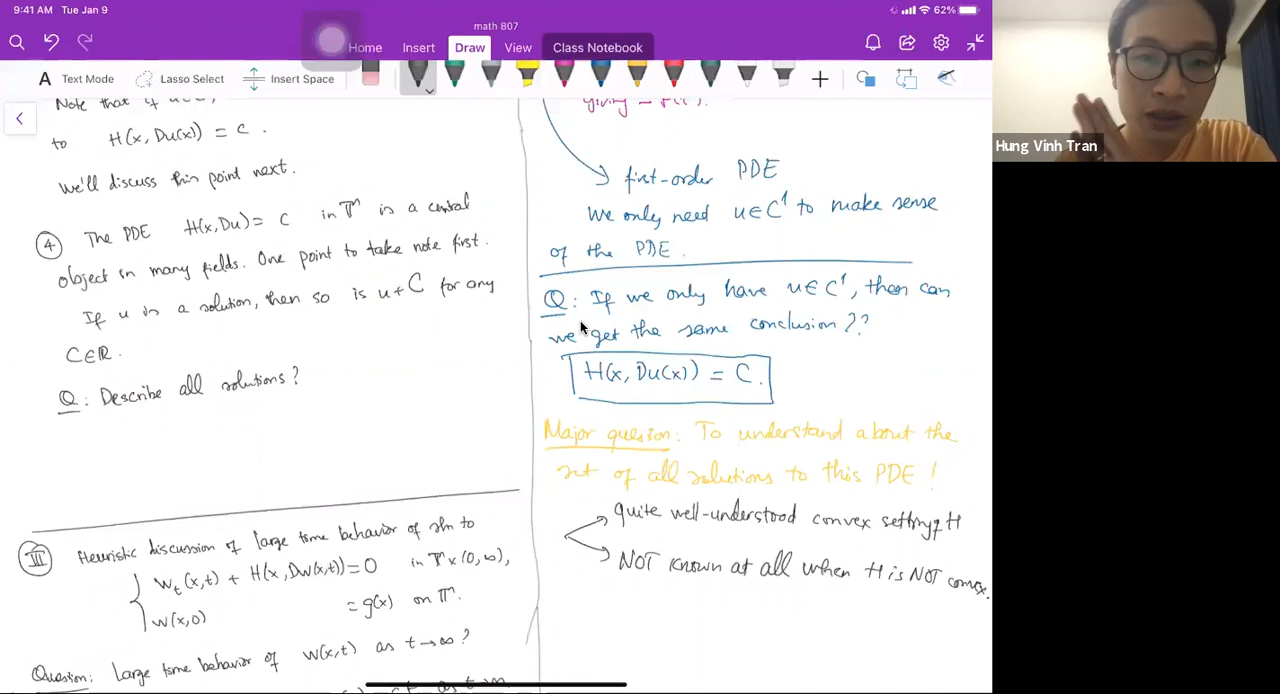 9:41 AM Tue Jan 9
62%
math 807
Home Insert Draw View Class Notebook
A Text Mode Lasso Select Insert Space
Hung Vinh Tran
Note that if
to H(x, Du(x)) = c .
We'll discuss this point next.
④ The PDE H(x, Du) = c in 𝕋ⁿ is a central
object in many fields. One point to take note first.
If u is a solution, then so is u + C for any
C∈ℝ.
Q: Describe all solutions?
III Heuristic discussion of large time behavior of soln to
{ w_t(x,t) + H(x, Dw(x,t)) = 0 in 𝕋ⁿ × (0, ∞),
w(x,0) = g(x) on 𝕋ⁿ.
Question: Large time behavior of w(x,t) as t → ∞ ?
giving
first-order PDE
We only need u∈C¹ to make sense
of the PDE.
Q: If we only have u∈C¹, then can
we get the same conclusion??
H(x, Du(x)) = C.
Major question: To understand about the
set of all solutions to this PDE !
quite well-understood convex setting of H
NOT known at all when H is NOT convex.